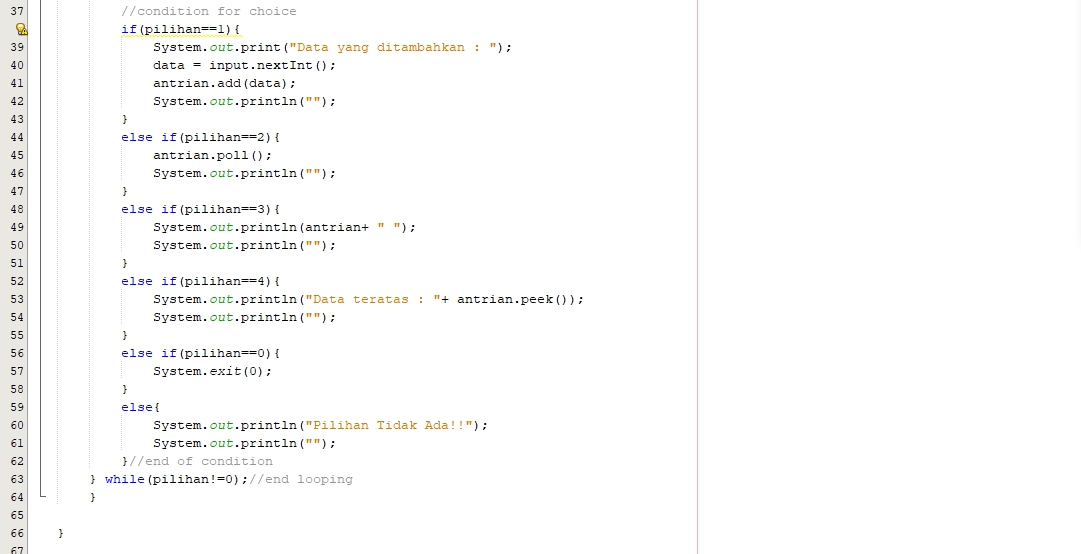 37 //condition for choice
if(pilihan==1){
39 System.out.print("Data yang ditambahkan : ");
40 data = input.nextInt();
41 antrian.add(data);
42 System.out.println("");
43 }
44 else if(pilihan==2){
45 antrian.poll();
46 System.out.println("");
47 }
48 else if(pilihan==3){
49 System.out.println(antrian+ " ");
50 System.out.println("");
51 }
52 else if(pilihan==4){
53 System.out.println("Data teratas : "+ antrian.peek());
54 System.out.println("");
55 }
56 else if(pilihan==0){
57 System.exit(0);
58 }
59 else{
60 System.out.println("Pilihan Tidak Ada!!");
61 System.out.println("");
62 }//end of condition
63 } while(pilihan!=0);//end looping
64 }
65
66 }
67